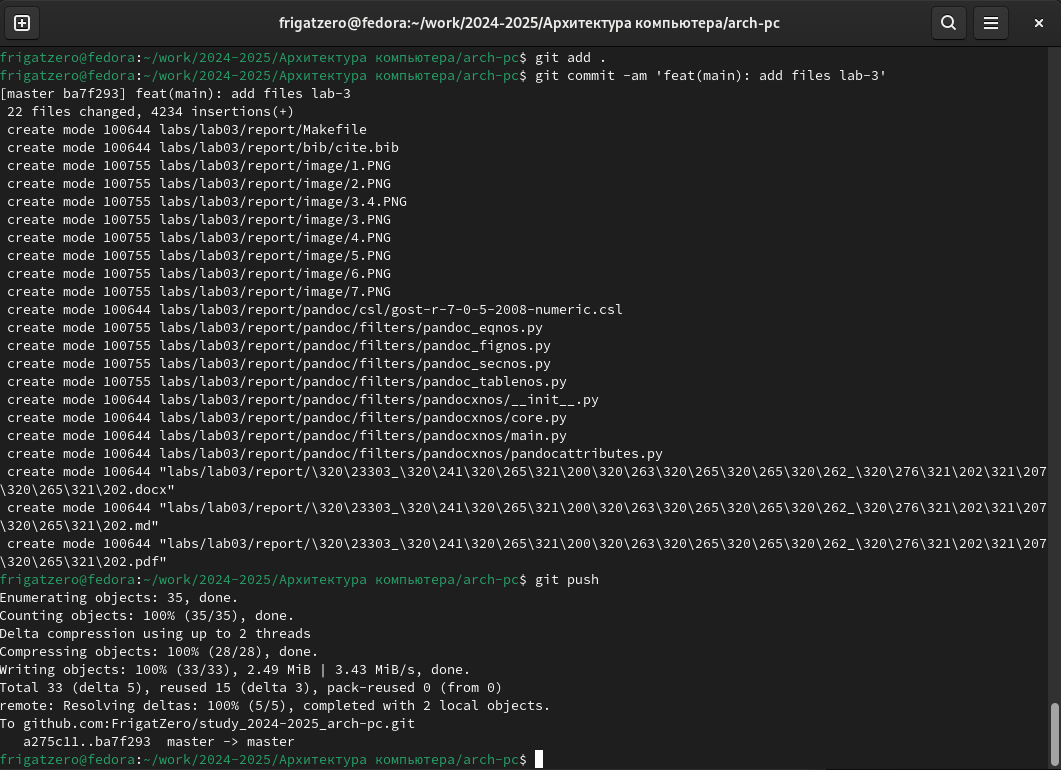 frigatzero@fedora:~/work/2024-2025/Архитектура компьютера/arch-pc
frigatzero@fedora:~/work/2024-2025/Архитектура компьютера/arch-pc$ git add .
frigatzero@fedora:~/work/2024-2025/Архитектура компьютера/arch-pc$ git commit -am 'feat(main): add files lab-3'
[master ba7f293] feat(main): add files lab-3
 22 files changed, 4234 insertions(+)
 create mode 100644 labs/lab03/report/Makefile
 create mode 100644 labs/lab03/report/bib/cite.bib
 create mode 100755 labs/lab03/report/image/1.PNG
 create mode 100755 labs/lab03/report/image/2.PNG
 create mode 100755 labs/lab03/report/image/3.4.PNG
 create mode 100755 labs/lab03/report/image/3.PNG
 create mode 100755 labs/lab03/report/image/4.PNG
 create mode 100755 labs/lab03/report/image/5.PNG
 create mode 100755 labs/lab03/report/image/6.PNG
 create mode 100755 labs/lab03/report/image/7.PNG
 create mode 100644 labs/lab03/report/pandoc/csl/gost-r-7-0-5-2008-numeric.csl
 create mode 100755 labs/lab03/report/pandoc/filters/pandoc_eqnos.py
 create mode 100755 labs/lab03/report/pandoc/filters/pandoc_fignos.py
 create mode 100755 labs/lab03/report/pandoc/filters/pandoc_secnos.py
 create mode 100755 labs/lab03/report/pandoc/filters/pandoc_tablenos.py
 create mode 100644 labs/lab03/report/pandoc/filters/pandocxnos/__init__.py
 create mode 100644 labs/lab03/report/pandoc/filters/pandocxnos/core.py
 create mode 100644 labs/lab03/report/pandoc/filters/pandocxnos/main.py
 create mode 100644 labs/lab03/report/pandoc/filters/pandocxnos/pandocattributes.py
 create mode 100644 "labs/lab03/report/\320\23303_\320\241\320\265\321\200\320\263\320\265\320\265\320\262_\320\276\321\202\321\207
\320\265\321\202.docx"
 create mode 100644 "labs/lab03/report/\320\23303_\320\241\320\265\321\200\320\263\320\265\320\265\320\262_\320\276\321\202\321\207
\320\265\321\202.md"
 create mode 100644 "labs/lab03/report/\320\23303_\320\241\320\265\321\200\320\263\320\265\320\265\320\262_\320\276\321\202\321\207
\320\265\321\202.pdf"
frigatzero@fedora:~/work/2024-2025/Архитектура компьютера/arch-pc$ git push
Enumerating objects: 35, done.
Counting objects: 100% (35/35), done.
Delta compression using up to 2 threads
Compressing objects: 100% (28/28), done.
Writing objects: 100% (33/33), 2.49 MiB | 3.43 MiB/s, done.
Total 33 (delta 5), reused 15 (delta 3), pack-reused 0 (from 0)
remote: Resolving deltas: 100% (5/5), completed with 2 local objects.
To github.com:FrigatZero/study_2024-2025_arch-pc.git
   a275c11..ba7f293  master -> master
frigatzero@fedora:~/work/2024-2025/Архитектура компьютера/arch-pc$